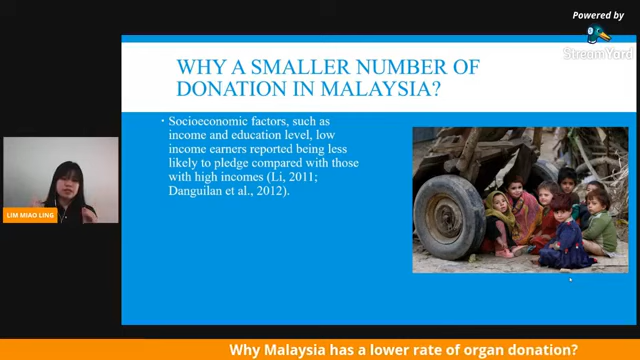 Powered by
StreamYard
WHY A SMALLER NUMBER OF
DONATION IN MALAYSIA?
• Socioeconomic factors, such as
income and education level, low
income earners reported being less
likely to pledge compared with those
with high incomes (Li, 2011;
Danguilan et al., 2012).
LIM MIAO LING
Why Malaysia has a lower rate of organ donation?